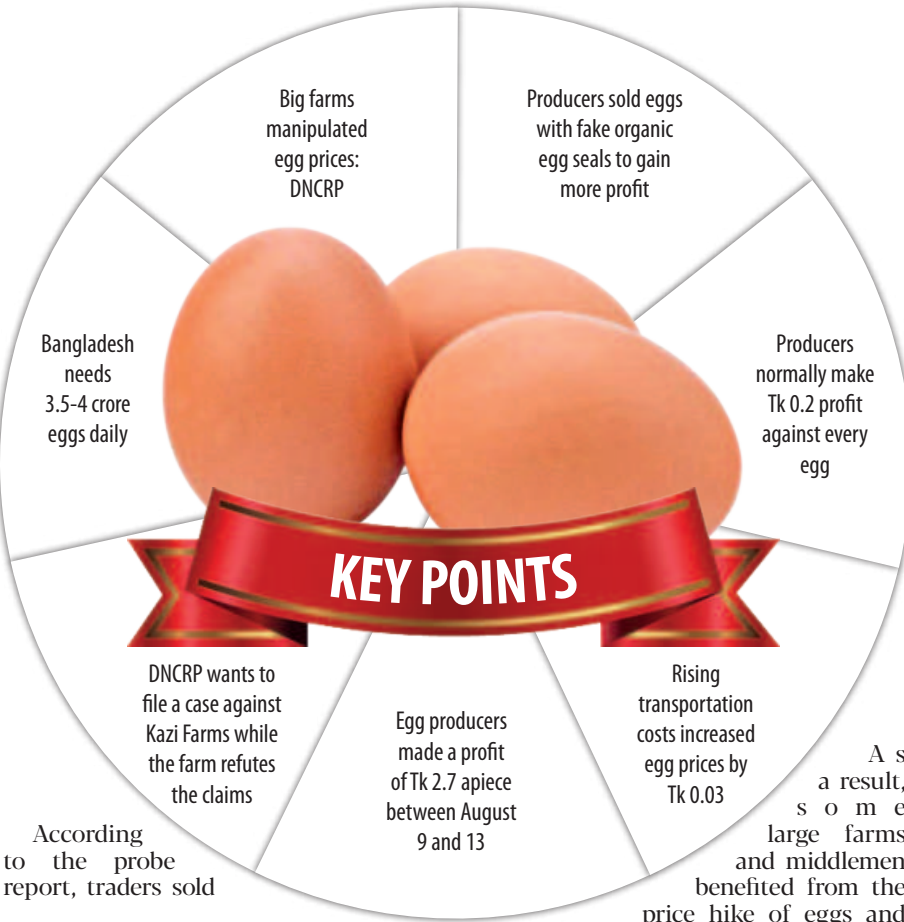 Big farms
manipulated
egg prices:
DNCRP
Producers sold eggs
with fake organic
egg seals to gain
more profit
Bangladesh
needs
3.5-4 crore
eggs daily
Producers
normally make
Tk 0.2 profit
against every
egg
KEY POINTS
DNCRP wants to
file a case against
Kazi Farms while
the farm refutes
the claims
Egg producers
made a profit
of Tk 2.7 apiece
between August
9 and 13
Rising
transportation
costs increased
egg prices by
Tk 0.03
According
to the probe
report, traders sold
As
a result,
some
large farms
and middlemen
benefited from the
price hike of eggs and